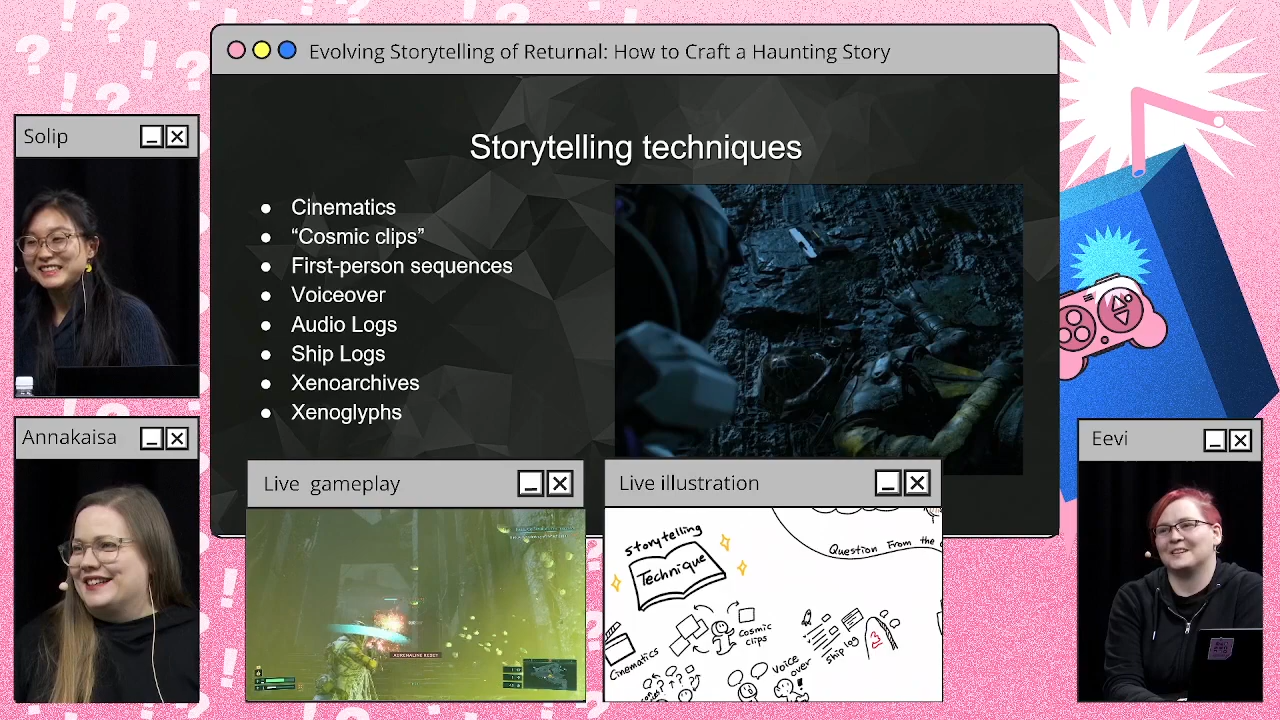 Evolving Storytelling of Returnal: How to Craft a Haunting Story
Solip
Storytelling techniques
● Cinematics
● “Cosmic clips”
● First-person sequences
● Voiceover
● Audio Logs
● Ship Logs
● Xenoarchives
● Xenoglyphs
Annakaisa
Eevi
Live gameplay
ADRENALINE RESET
Live illustration
storytelling
Technique
Question From the
Cinematics
cosmic
clips
ship log
voice
over